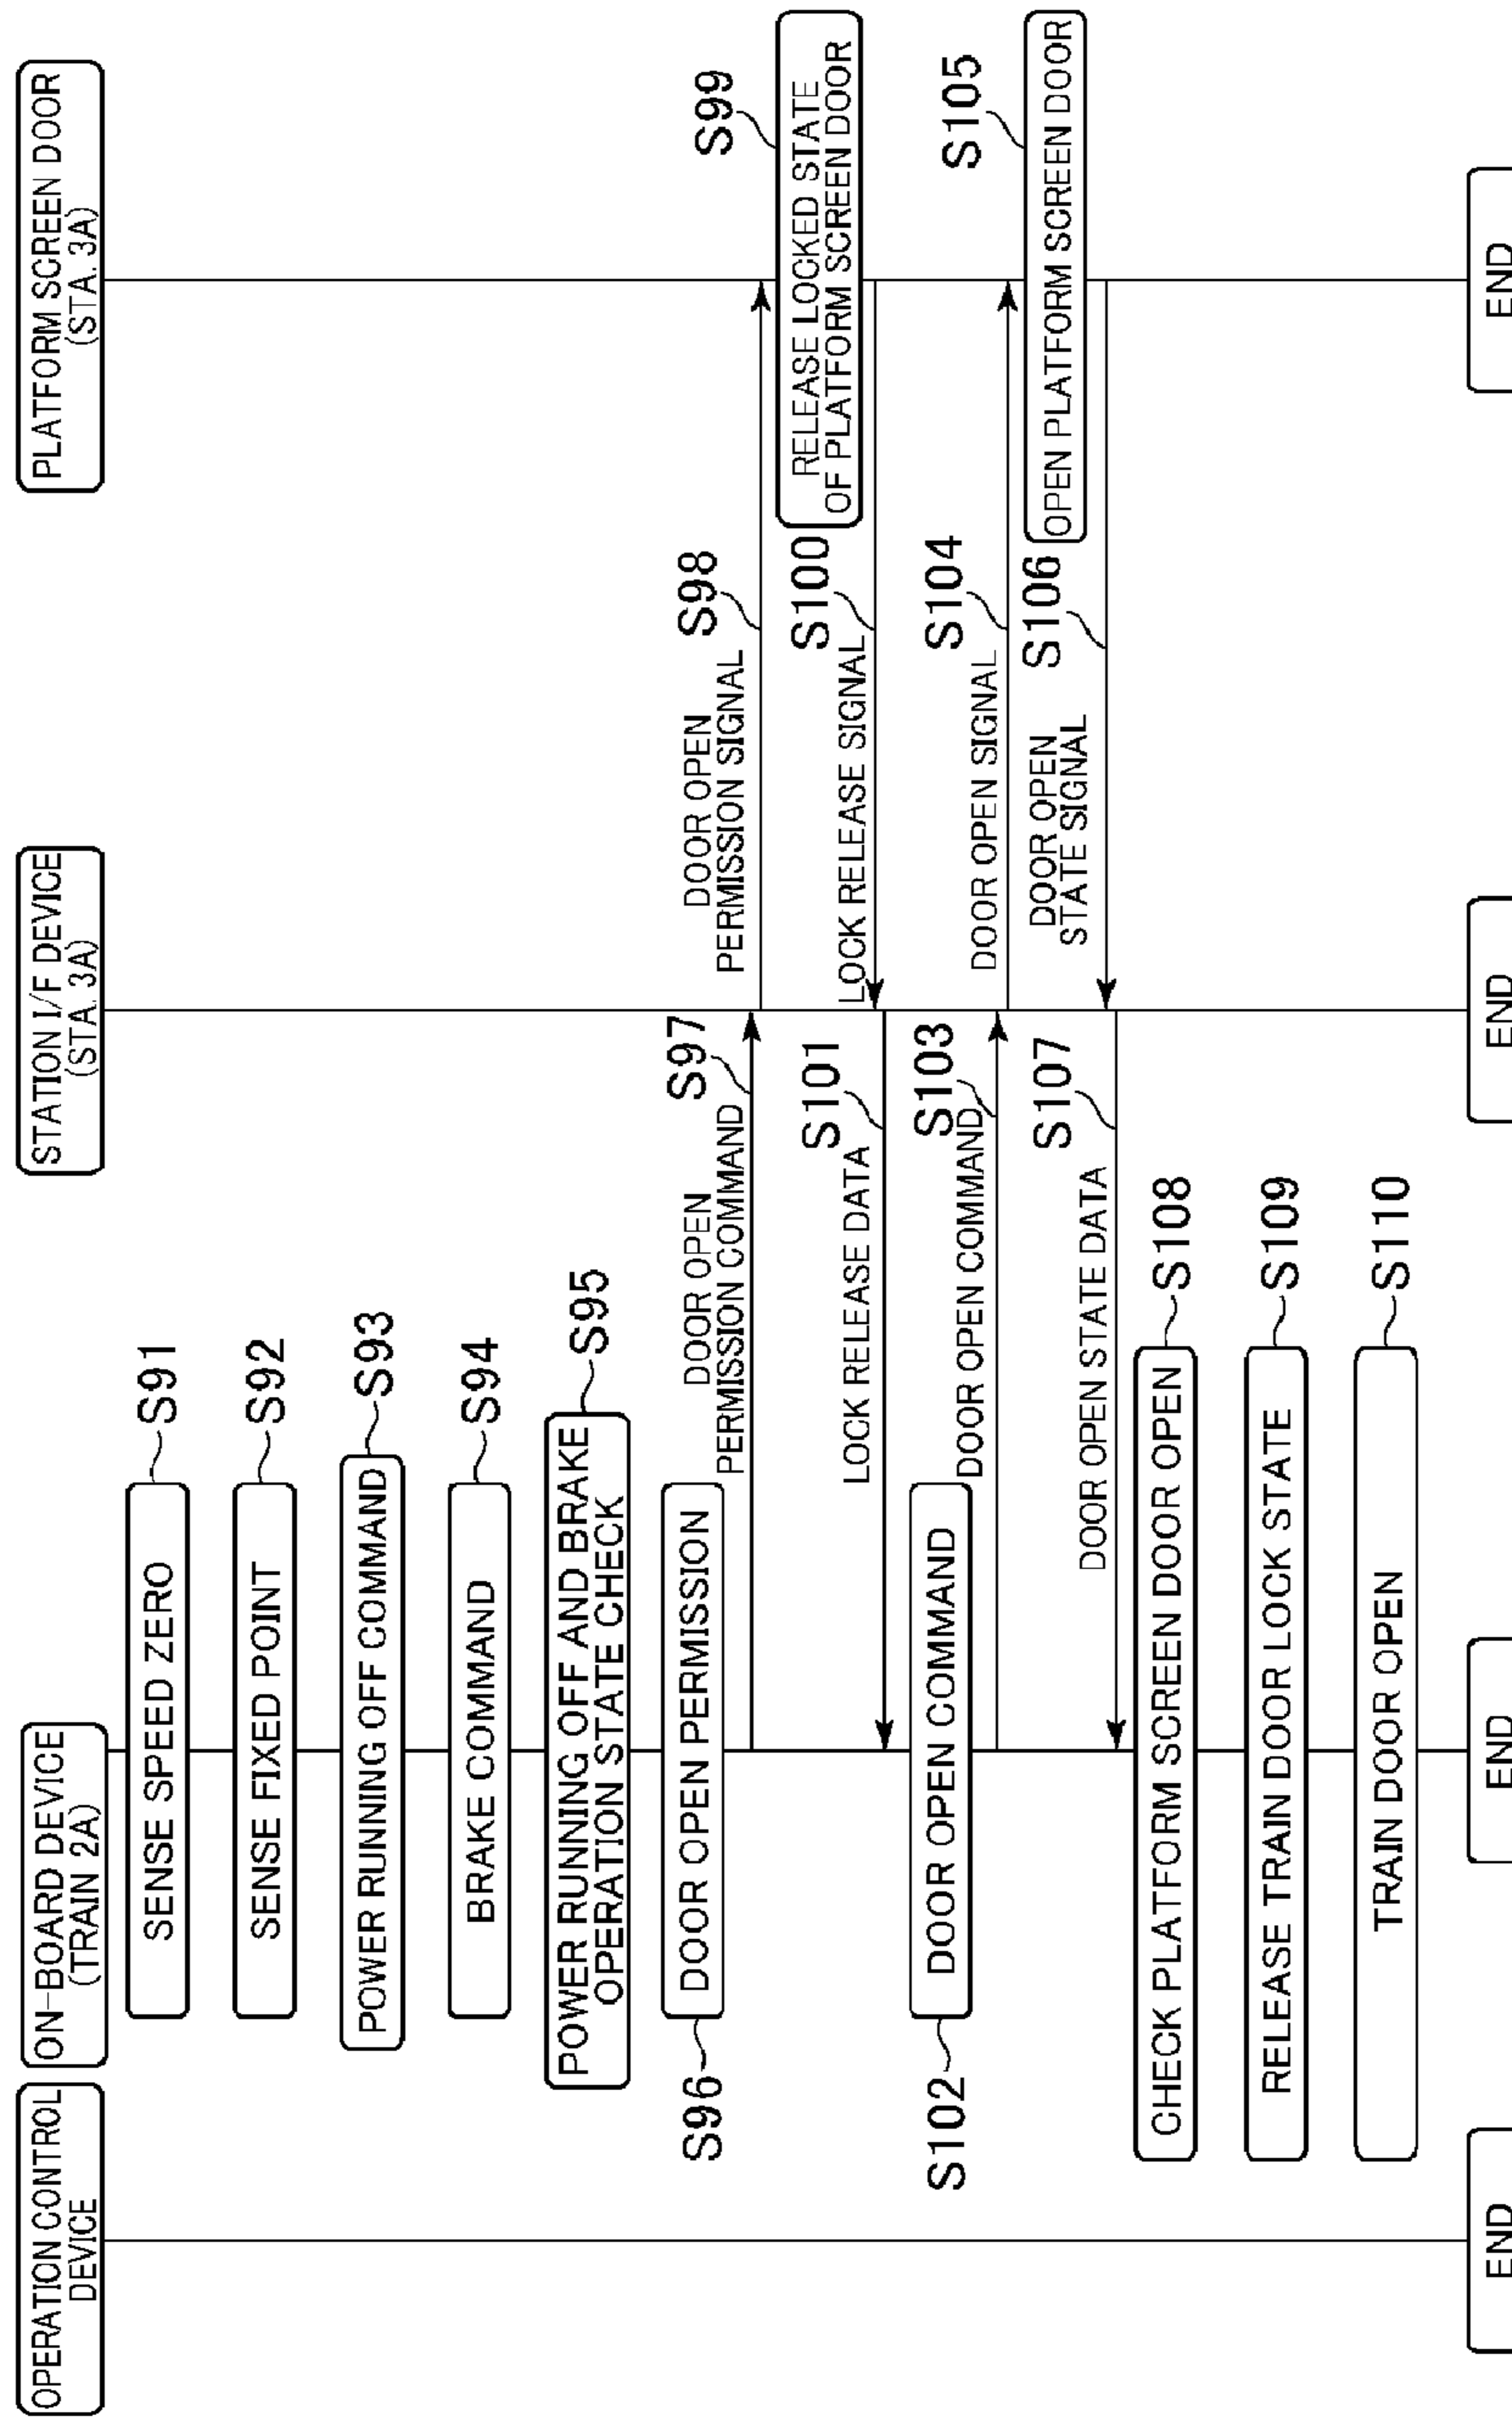 OPERATION CONTROL
DEVICE
ON-BOARD DEVICE
(TRAIN 2A)
STATION I/F DEVICE
(STA. 3A)
PLATFORM SCREEN DOOR
(STA. 3A)
SENSE SPEED ZERO
S91
SENSE FIXED POINT
S92
POWER RUNNING OFF COMMAND
S93
BRAKE COMMAND
S94
POWER RUNNING OFF AND BRAKE
OPERATION STATE CHECK
S95
S96
DOOR OPEN PERMISSION
DOOR OPEN
PERMISSION COMMAND
S97
DOOR OPEN
PERMISSION SIGNAL
S98
RELEASE LOCKED STATE
OF PLATFORM SCREEN DOOR
S99
LOCK RELEASE SIGNAL
S100
LOCK RELEASE DATA
S101
S102
DOOR OPEN COMMAND
DOOR OPEN COMMAND
S103
DOOR OPEN SIGNAL
S104
OPEN PLATFORM SCREEN DOOR
S105
DOOR OPEN
STATE SIGNAL
S106
DOOR OPEN STATE DATA
S107
CHECK PLATFORM SCREEN DOOR OPEN
S108
RELEASE TRAIN DOOR LOCK STATE
S109
TRAIN DOOR OPEN
S110
END
END
END
END